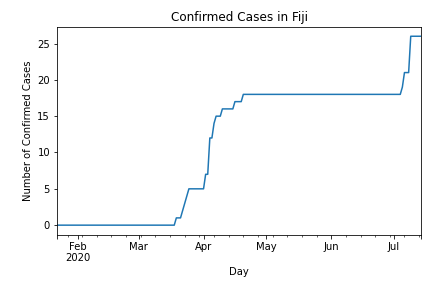 Confirmed Cases in Fiji
Number of Confirmed Cases
25
20
15
10
5
0
Feb Mar Apr May Jun Jul
2020
Day